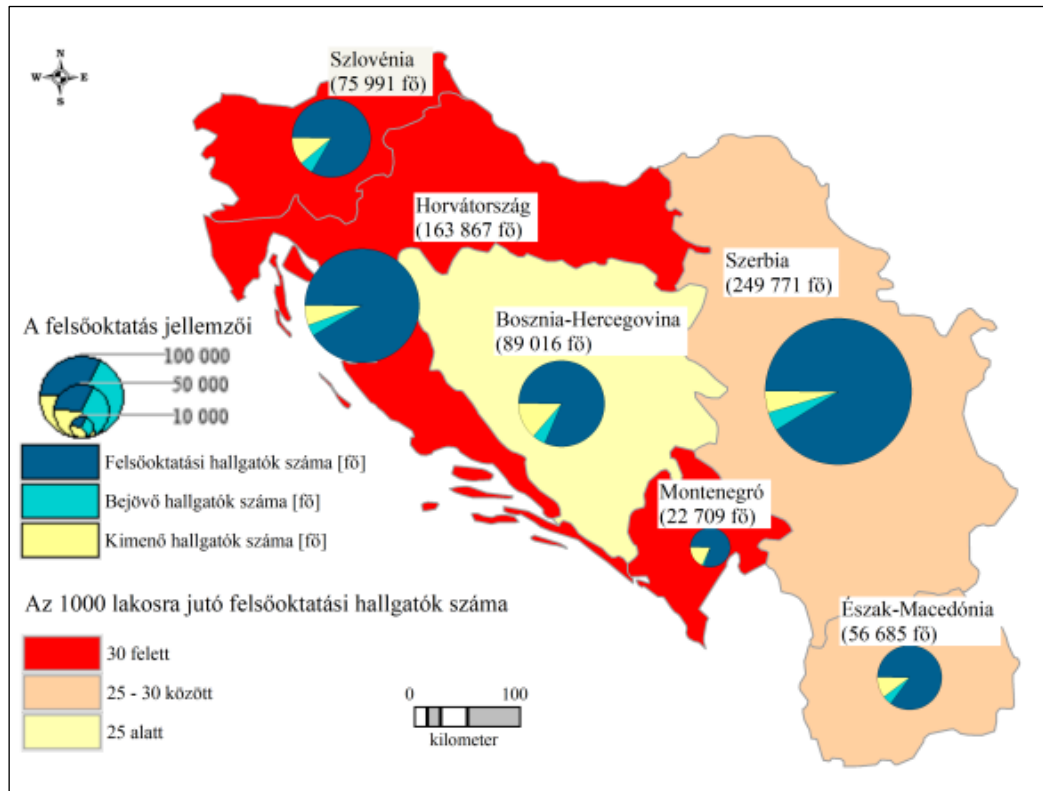 N
W E
S
Szlovénia
(75 991 fő)
Horvátország
(163 867 fő)
Szerbia
(249 771 fő)
Bosznia-Hercegovina
(89 016 fő)
Montenegró
(22 709 fő)
Észak-Macedónia
(56 685 fő)
A felsőoktatás jellemzői
100 000
50 000
10 000
Felsőoktatási hallgatók száma [fő]
Bejövő hallgatók száma [fő]
Kimenő hallgatók száma [fő]
Az 1000 lakosra jutó felsőoktatási hallgatók száma
30 felett
25 - 30 között
25 alatt
0 100
kilometer